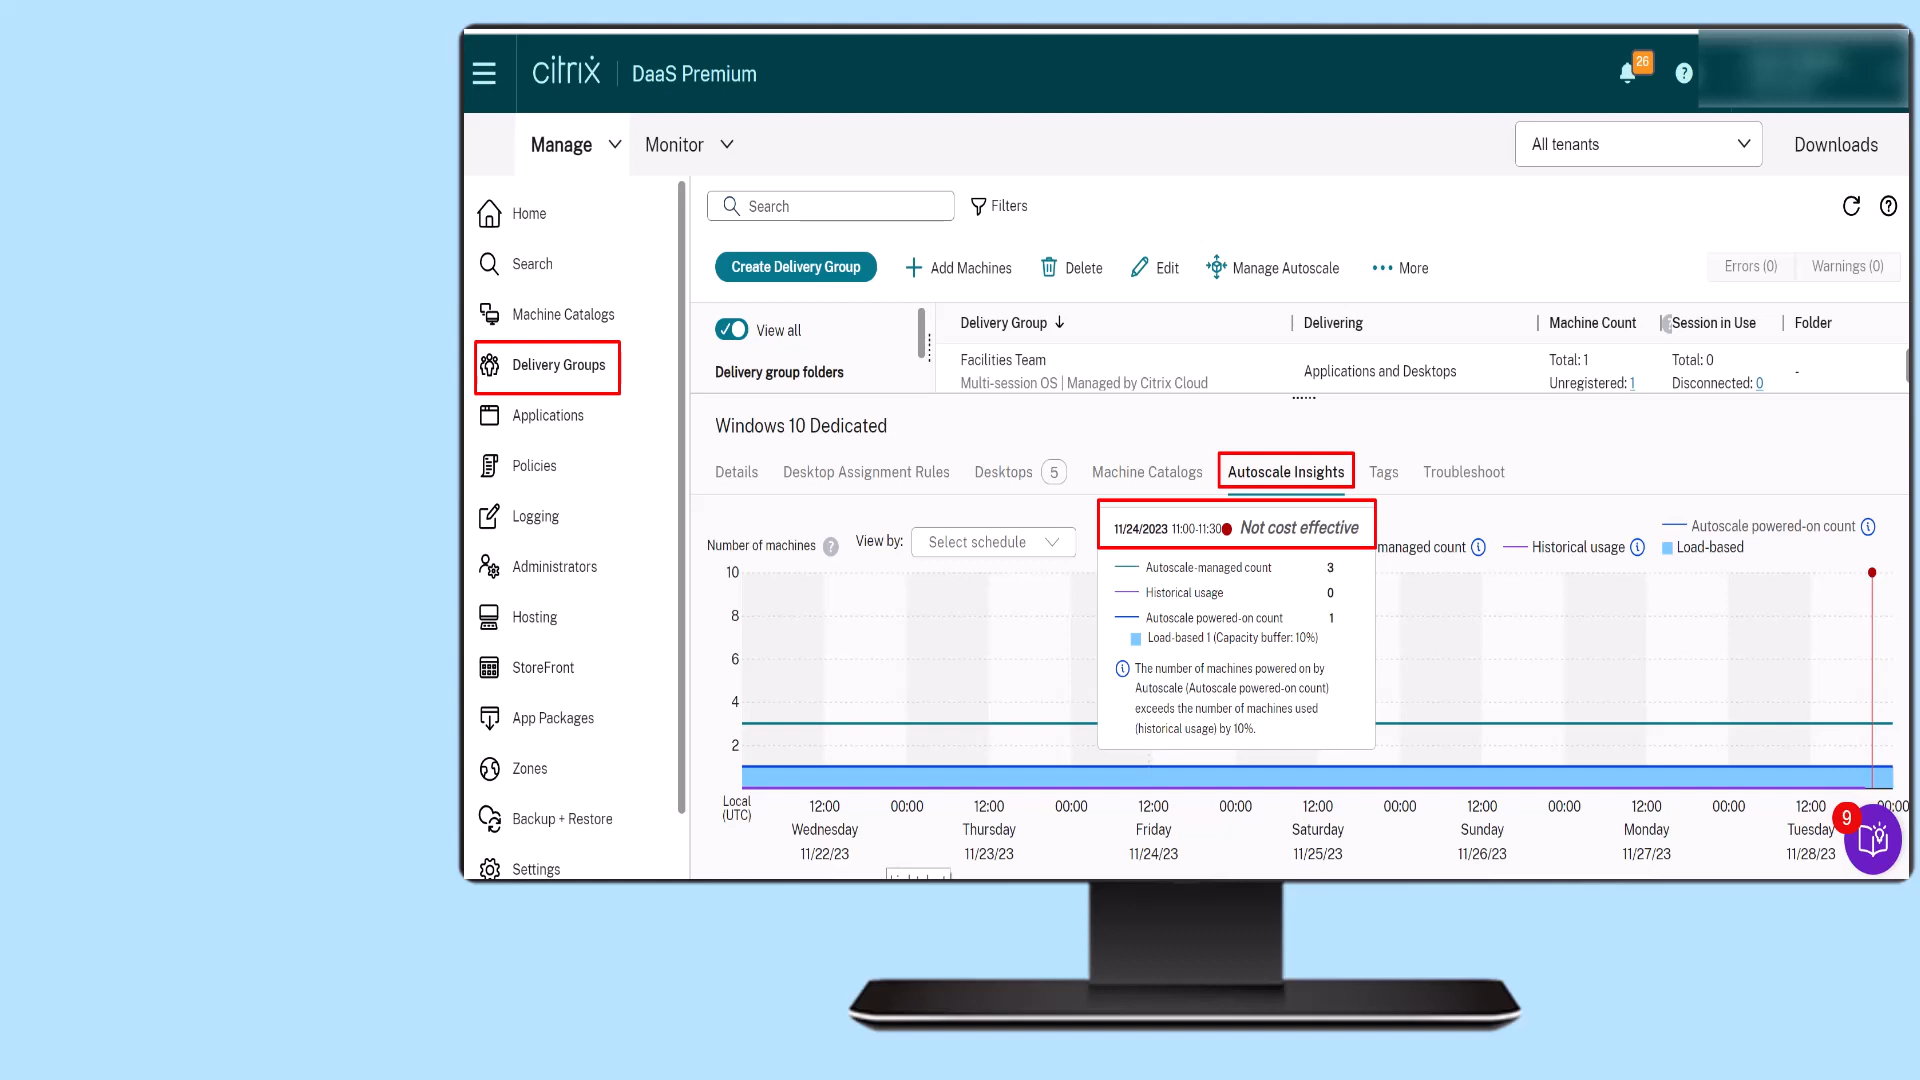 citrix
DaaS Premium
26
Manage
Monitor
All tenants
Downloads
Home
Search
Machine Catalogs
Delivery Groups
Applications
Policies
Logging
Administrators
Hosting
StoreFront
App Packages
Zones
Backup + Restore
Settings
Search
Filters
Create Delivery Group
Add Machines
Delete
Edit
Manage Autoscale
More
Errors (0)
Warnings (0)
View all
Delivery group folders
Delivery Group ↓
Delivering
Machine Count
Session in Use
Folder
Facilities Team
Multi-session OS | Managed by Citrix Cloud
Applications and Desktops
Total: 1
Unregistered: 1
Total: 0
Disconnected: 0
-
Windows 10 Dedicated
Details
Desktop Assignment Rules
Desktops 5
Machine Catalogs
Autoscale Insights
Tags
Troubleshoot
Number of machines
View by:
Select schedule
11/24/2023 11:00-11:30 Not cost effective
Autoscale-managed count 3
Historical usage 0
Autoscale powered-on count 1
Load-based 1 (Capacity buffer: 10%)
The number of machines powered on by
Autoscale (Autoscale powered-on count)
exceeds the number of machines used
(historical usage) by 10%.
managed count
Historical usage
Autoscale powered-on count
Load-based
10
8
6
4
2
Local
(UTC)
12:00 00:00 12:00 00:00 12:00 00:00 12:00 00:00 12:00 00:00 12:00 00:00 12:00 00:00
Wednesday Thursday Friday Saturday Sunday Monday Tuesday
11/22/23 11/23/23 11/24/23 11/25/23 11/26/23 11/27/23 11/28/23
9